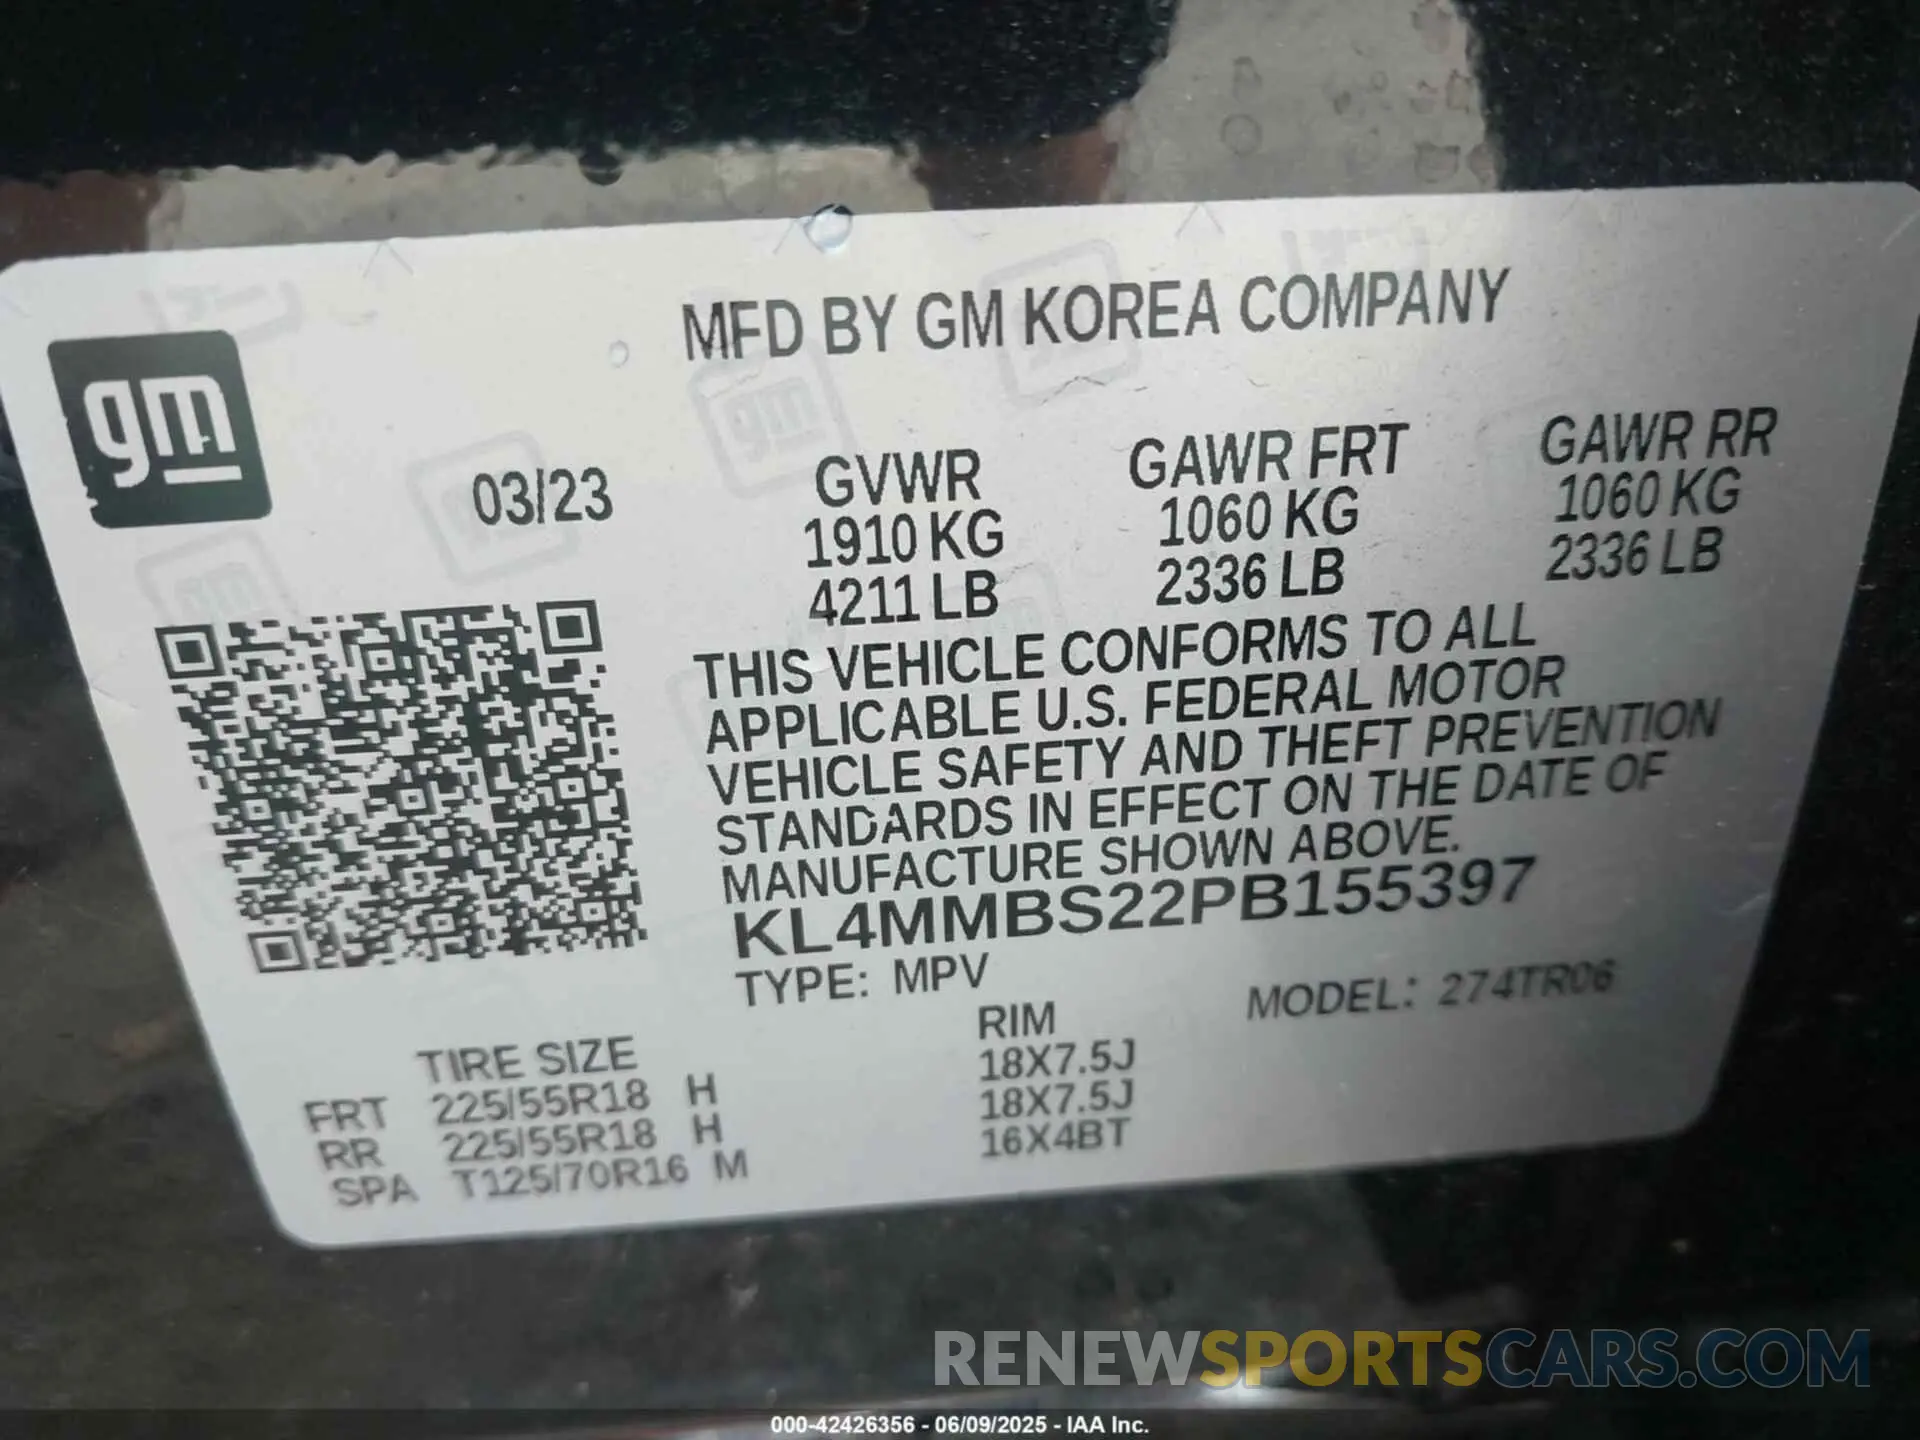 MFD BY GM KOREA COMPANY
gm
03/23
GVWR GAWR FRT GAWR RR
1910 KG 1060 KG 1060 KG
4211 LB 2336 LB 2336 LB
THIS VEHICLE CONFORMS TO ALL
APPLICABLE U.S. FEDERAL MOTOR
VEHICLE SAFETY AND THEFT PREVENTION
STANDARDS IN EFFECT ON THE DATE OF
MANUFACTURE SHOWN ABOVE.
KL4MMBS22PB155397
TYPE: MPV MODEL: 274TR06
TIRE SIZE RIM
FRT 225/55R18 H 18X7.5J
RR 225/55R18 H 18X7.5J
SPA T125/70R16 M 16X4BT
RENEWSPORTSCARS.COM
000-42426356 - 06/09/2025 - IAA Inc.